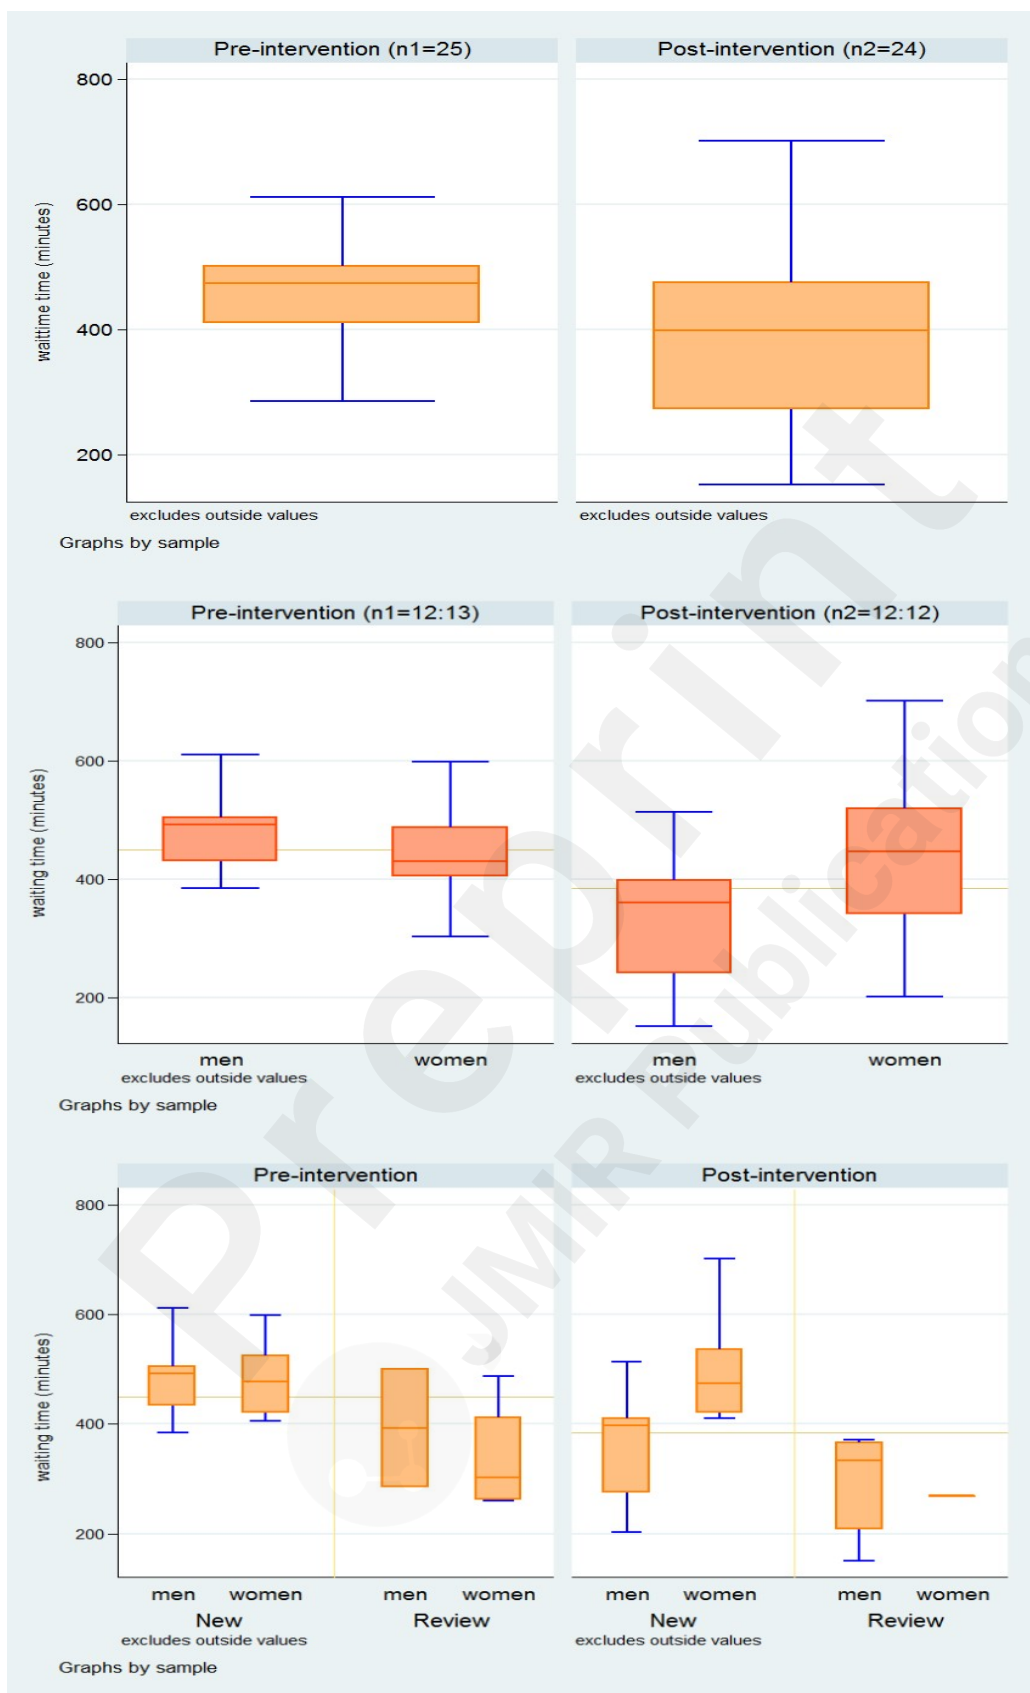 Pre-intervention (n1=25) Post-intervention (n2=24)
800
600
400
200
waittime time (minutes)
excludes outside values excludes outside values
Graphs by sample
Pre-intervention (n1=12:13) Post-intervention (n2=12:12)
800
600
400
200
waiting time (minutes)
men women men women
excludes outside values excludes outside values
Graphs by sample
Pre-intervention Post-intervention
800
600
400
200
waiting time (minutes)
men women men women men women men women
New Review New Review
excludes outside values excludes outside values
Graphs by sample
Preprint
JMIR Publication